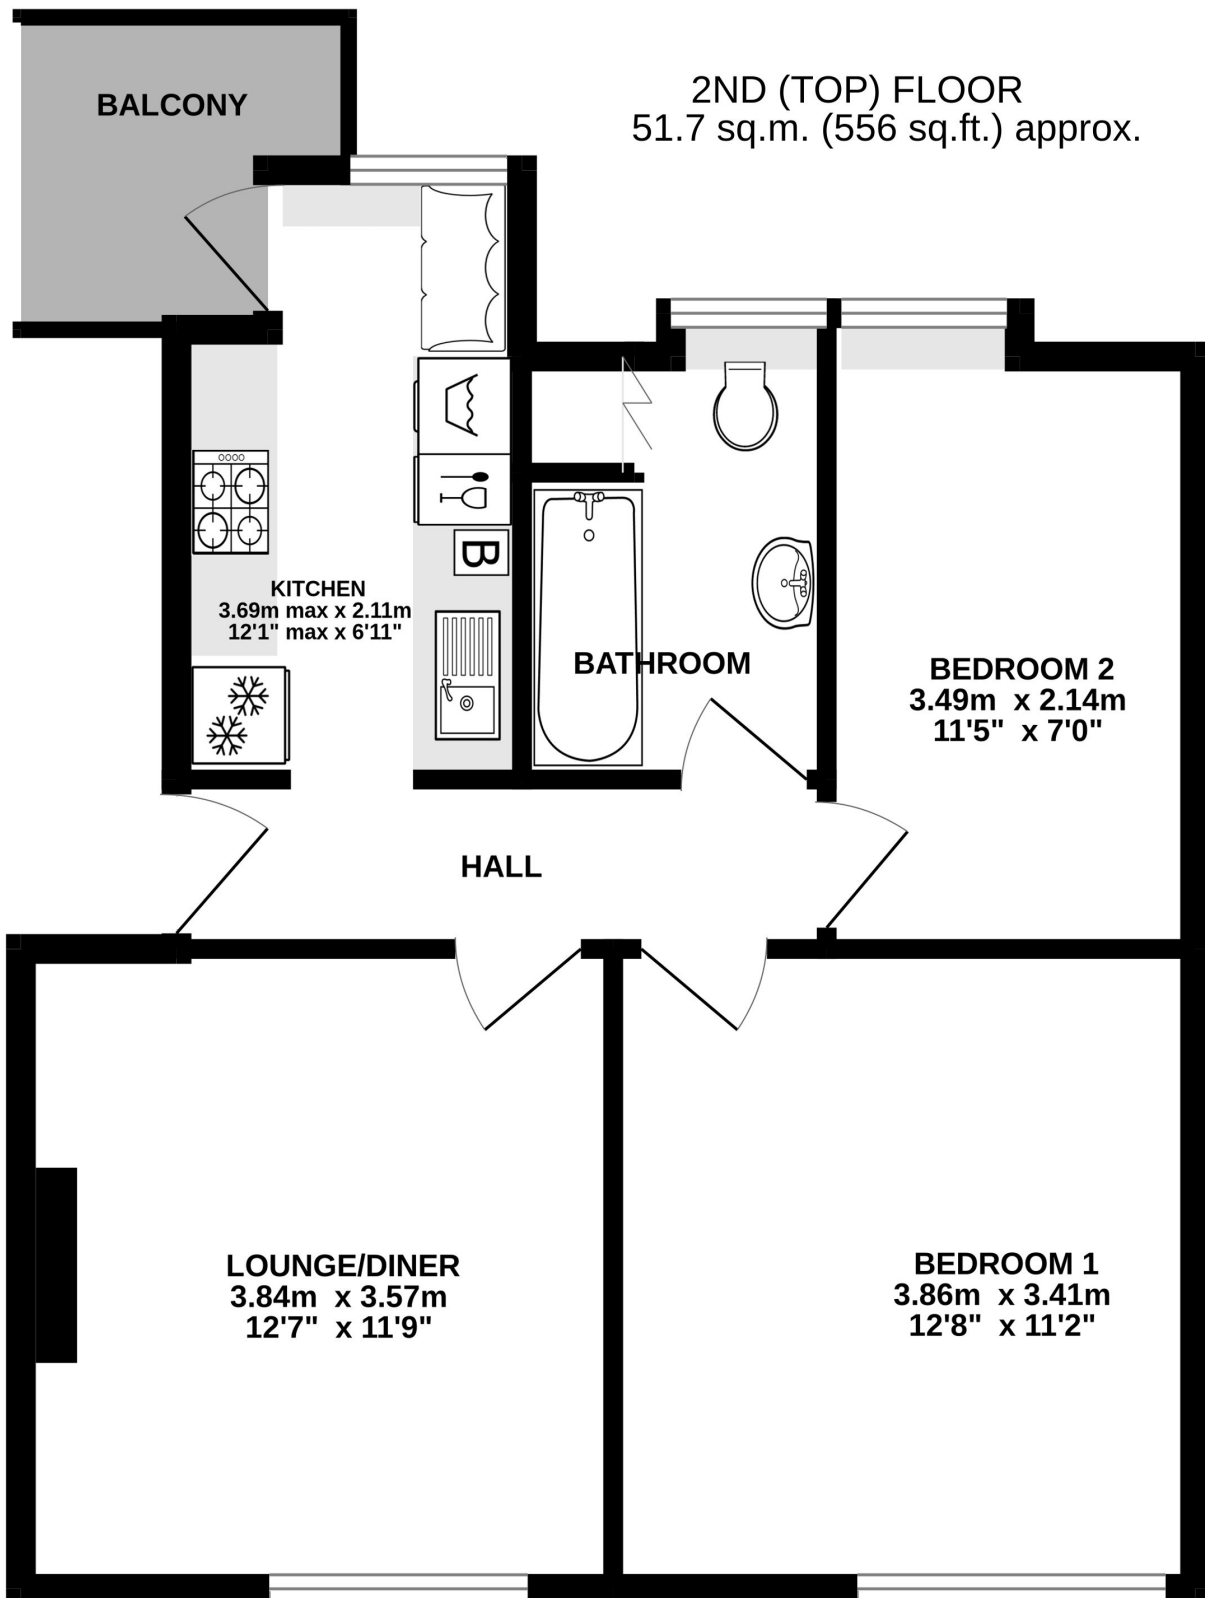 BALCONY
2ND (TOP) FLOOR
51.7 sq.m. (556 sq.ft.) approx.
B
KITCHEN
3.69m max x 2.11m
12'1" max x 6'11"
BATHROOM
BEDROOM 2
3.49m x 2.14m
11'5" x 7'0"
HALL
LOUNGE/DINER
3.84m x 3.57m
12'7" x 11'9"
BEDROOM 1
3.86m x 3.41m
12'8" x 11'2"